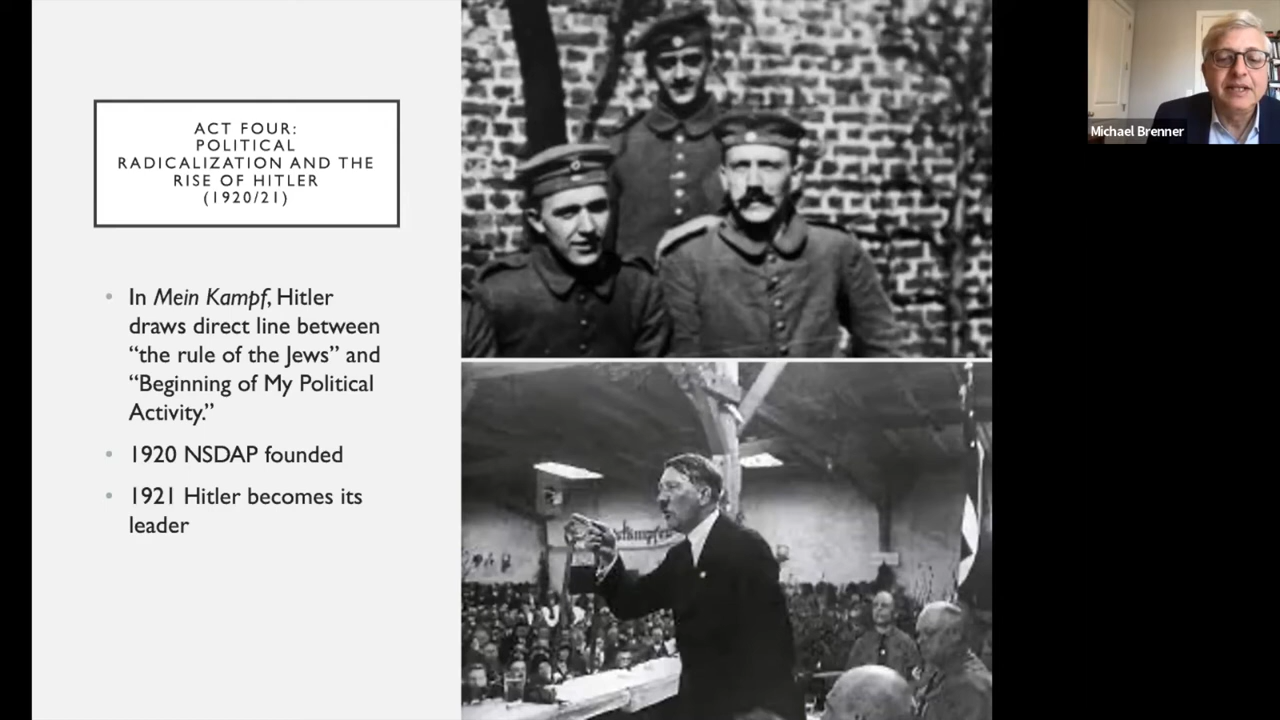 ACT FOUR:
POLITICAL
RADICALIZATION AND THE
RISE OF HITLER
(1920/21)
• In Mein Kampf, Hitler
draws direct line between
“the rule of the Jews” and
“Beginning of My Political
Activity.”
• 1920 NSDAP founded
• 1921 Hitler becomes its
leader
Michael Brenner